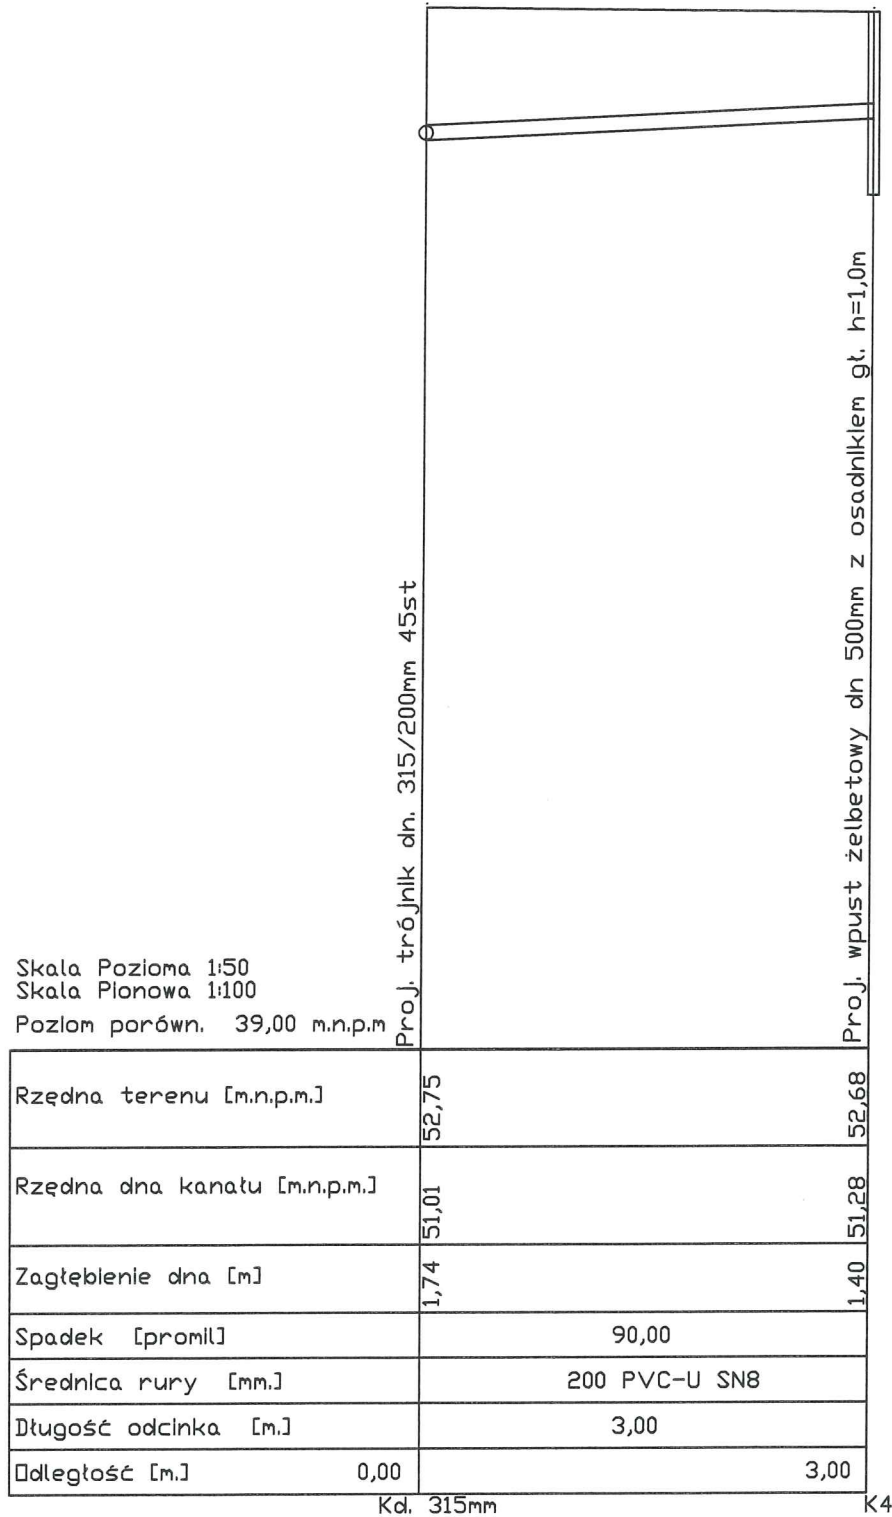 Proj. trójnik dn. 315/200mm 45st
Proj. wpust żelbetowy dn 500mm z osadnikiem gł. h=1,0m
Skala Pozioma 1:50
Skala Pionowa 1:100
Poziom porówn. 39,00 m.n.p.m
Rzędna terenu [m.n.p.m.] 52,75 52,68
Rzędna dna kanału [m.n.p.m.] 51,01 51,28
Zagłębienie dna [m] 1,74 1,40
Spadek [promil] 90,00
Średnica rury [mm.] 200 PVC-U SN8
Długość odcinka [m.] 3,00
Odległość [m.] 0,00 3,00
Kd. 315mm K4